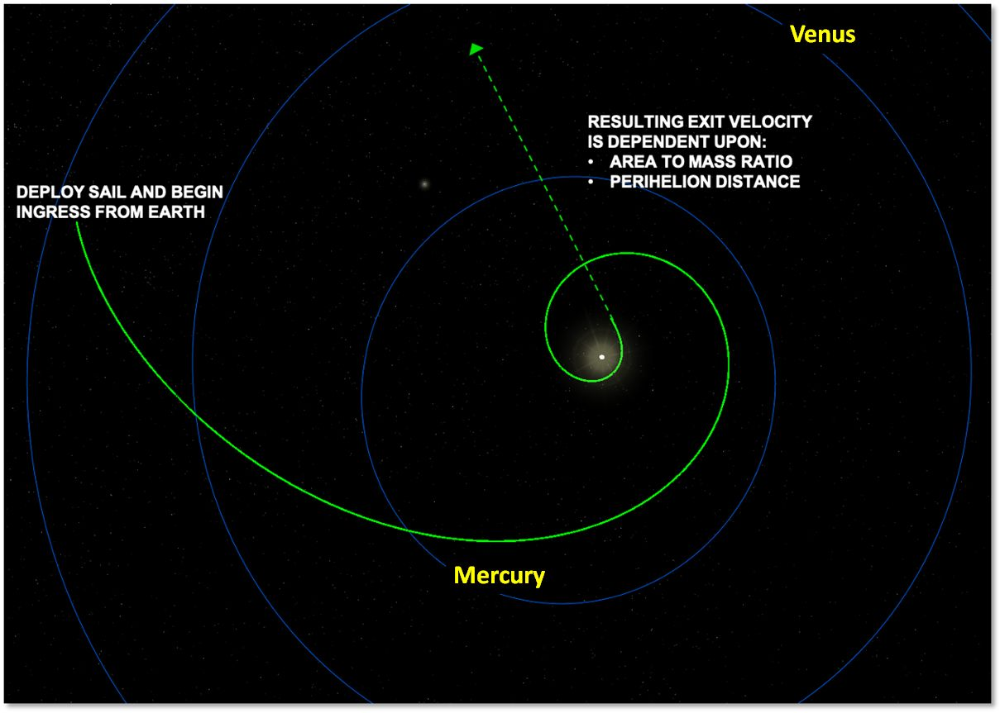 Venus
RESULTING EXIT VELOCITY
IS DEPENDENT UPON:
• AREA TO MASS RATIO
• PERIHELION DISTANCE
DEPLOY SAIL AND BEGIN
INGRESS FROM EARTH
Mercury